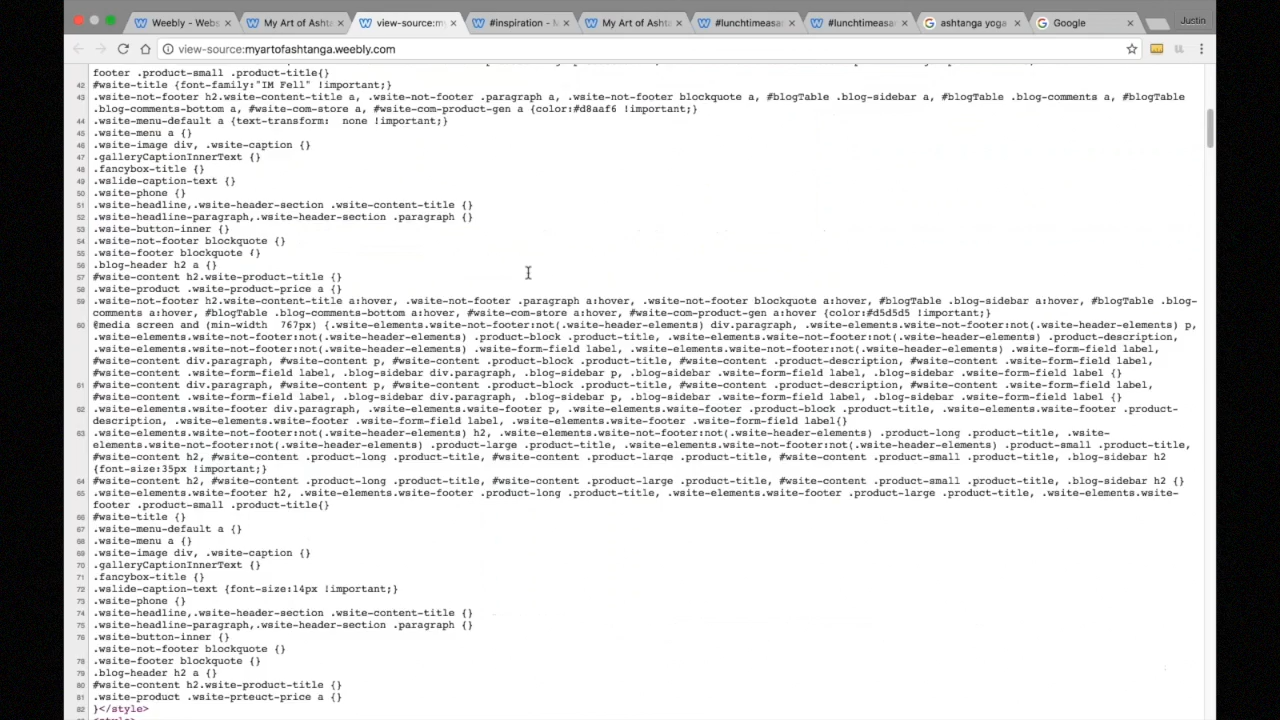 Weebly - Webs
My Art of Ashta
view-source:my
#inspiration - M
My Art of Ashta
#lunchtimeasan
#lunchtimeasan
ashtanga yoga
Google
Justin
view-source:myartofashtanga.weebly.com
footer .product-small .product-title{}
42 #wsite-title {font-family:"IM Fell" !important;}
43 .wsite-not-footer h2.wsite-content-title a, .wsite-not-footer .paragraph a, .wsite-not-footer blockquote a, #blogTable .blog-sidebar a, #blogTable .blog-comments a, #blogTable
.blog-comments-bottom a, #wsite-com-store a, #wsite-com-product-gen a {color:#d8aaf6 !important;}
44 .wsite-menu-default a {text-transform:  none !important;}
45 .wsite-menu a {}
46 .wsite-image div, .wsite-caption {}
47 .galleryCaptionInnerText {}
48 .fancybox-title {}
49 .wslide-caption-text {}
50 .wsite-phone {}
51 .wsite-headline,.wsite-header-section .wsite-content-title {}
52 .wsite-headline-paragraph,.wsite-header-section .paragraph {}
53 .wsite-button-inner {}
54 .wsite-not-footer blockquote {}
55 .wsite-footer blockquote {}
56 .blog-header h2 a {}
57 #wsite-content h2.wsite-product-title {}
58 .wsite-product .wsite-product-price a {}
59 .wsite-not-footer h2.wsite-content-title a:hover, .wsite-not-footer .paragraph a:hover, .wsite-not-footer blockquote a:hover, #blogTable .blog-sidebar a:hover, #blogTable .blog-
comments a:hover, #blogTable .blog-comments-bottom a:hover, #wsite-com-store a:hover, #wsite-com-product-gen a:hover {color:#d5d5d5 !important;}
60 @media screen and (min-width  767px) {.wsite-elements.wsite-not-footer:not(.wsite-header-elements) div.paragraph, .wsite-elements.wsite-not-footer:not(.wsite-header-elements) p,
.wsite-elements.wsite-not-footer:not(.wsite-header-elements) .product-block .product-title, .wsite-elements.wsite-not-footer:not(.wsite-header-elements) .product-description,
.wsite-elements.wsite-not-footer:not(.wsite-header-elements) .wsite-form-field label, .wsite-elements.wsite-not-footer:not(.wsite-header-elements) .wsite-form-field label,
#wsite-content div.paragraph, #wsite-content p, #wsite-content .product-block .product-title, #wsite-content .product-description, #wsite-content .wsite-form-field label,
#wsite-content .wsite-form-field label, .blog-sidebar div.paragraph, .blog-sidebar p, .blog-sidebar .wsite-form-field label, .blog-sidebar .wsite-form-field label {}
61 #wsite-content div.paragraph, #wsite-content p, #wsite-content .product-block .product-title, #wsite-content .product-description, #wsite-content .wsite-form-field label,
#wsite-content .wsite-form-field label, .blog-sidebar div.paragraph, .blog-sidebar p, .blog-sidebar .wsite-form-field label, .blog-sidebar .wsite-form-field label {}
62 .wsite-elements.wsite-footer div.paragraph, .wsite-elements.wsite-footer p, .wsite-elements.wsite-footer .product-block .product-title, .wsite-elements.wsite-footer .product-
description, .wsite-elements.wsite-footer .wsite-form-field label, .wsite-elements.wsite-footer .wsite-form-field label{}
63 .wsite-elements.wsite-not-footer:not(.wsite-header-elements) h2, .wsite-elements.wsite-not-footer:not(.wsite-header-elements) .product-long .product-title, .wsite-
elements.wsite-not-footer:not(.wsite-header-elements) .product-large .product-title, .wsite-elements.wsite-not-footer:not(.wsite-header-elements) .product-small .product-title,
#wsite-content h2, #wsite-content .product-long .product-title, #wsite-content .product-large .product-title, #wsite-content .product-small .product-title, .blog-sidebar h2
{font-size:35px !important;}
64 #wsite-content h2, #wsite-content .product-long .product-title, #wsite-content .product-large .product-title, #wsite-content .product-small .product-title, .blog-sidebar h2 {}
65 .wsite-elements.wsite-footer h2, .wsite-elements.wsite-footer .product-long .product-title, .wsite-elements.wsite-footer .product-large .product-title, .wsite-elements.wsite-
footer .product-small .product-title{}
66 #wsite-title {}
67 .wsite-menu-default a {}
68 .wsite-menu a {}
69 .wsite-image div, .wsite-caption {}
70 .galleryCaptionInnerText {}
71 .fancybox-title {}
72 .wslide-caption-text {font-size:14px !important;}
73 .wsite-phone {}
74 .wsite-headline,.wsite-header-section .wsite-content-title {}
75 .wsite-headline-paragraph,.wsite-header-section .paragraph {}
76 .wsite-button-inner {}
.wsite-not-footer blockquote {}
78 .wsite-footer blockquote {}
79 .blog-header h2 a {}
80 #wsite-content h2.wsite-product-title {}
81 .wsite-product .wsite-prteuct-price a {}
82 }</style>
<style>